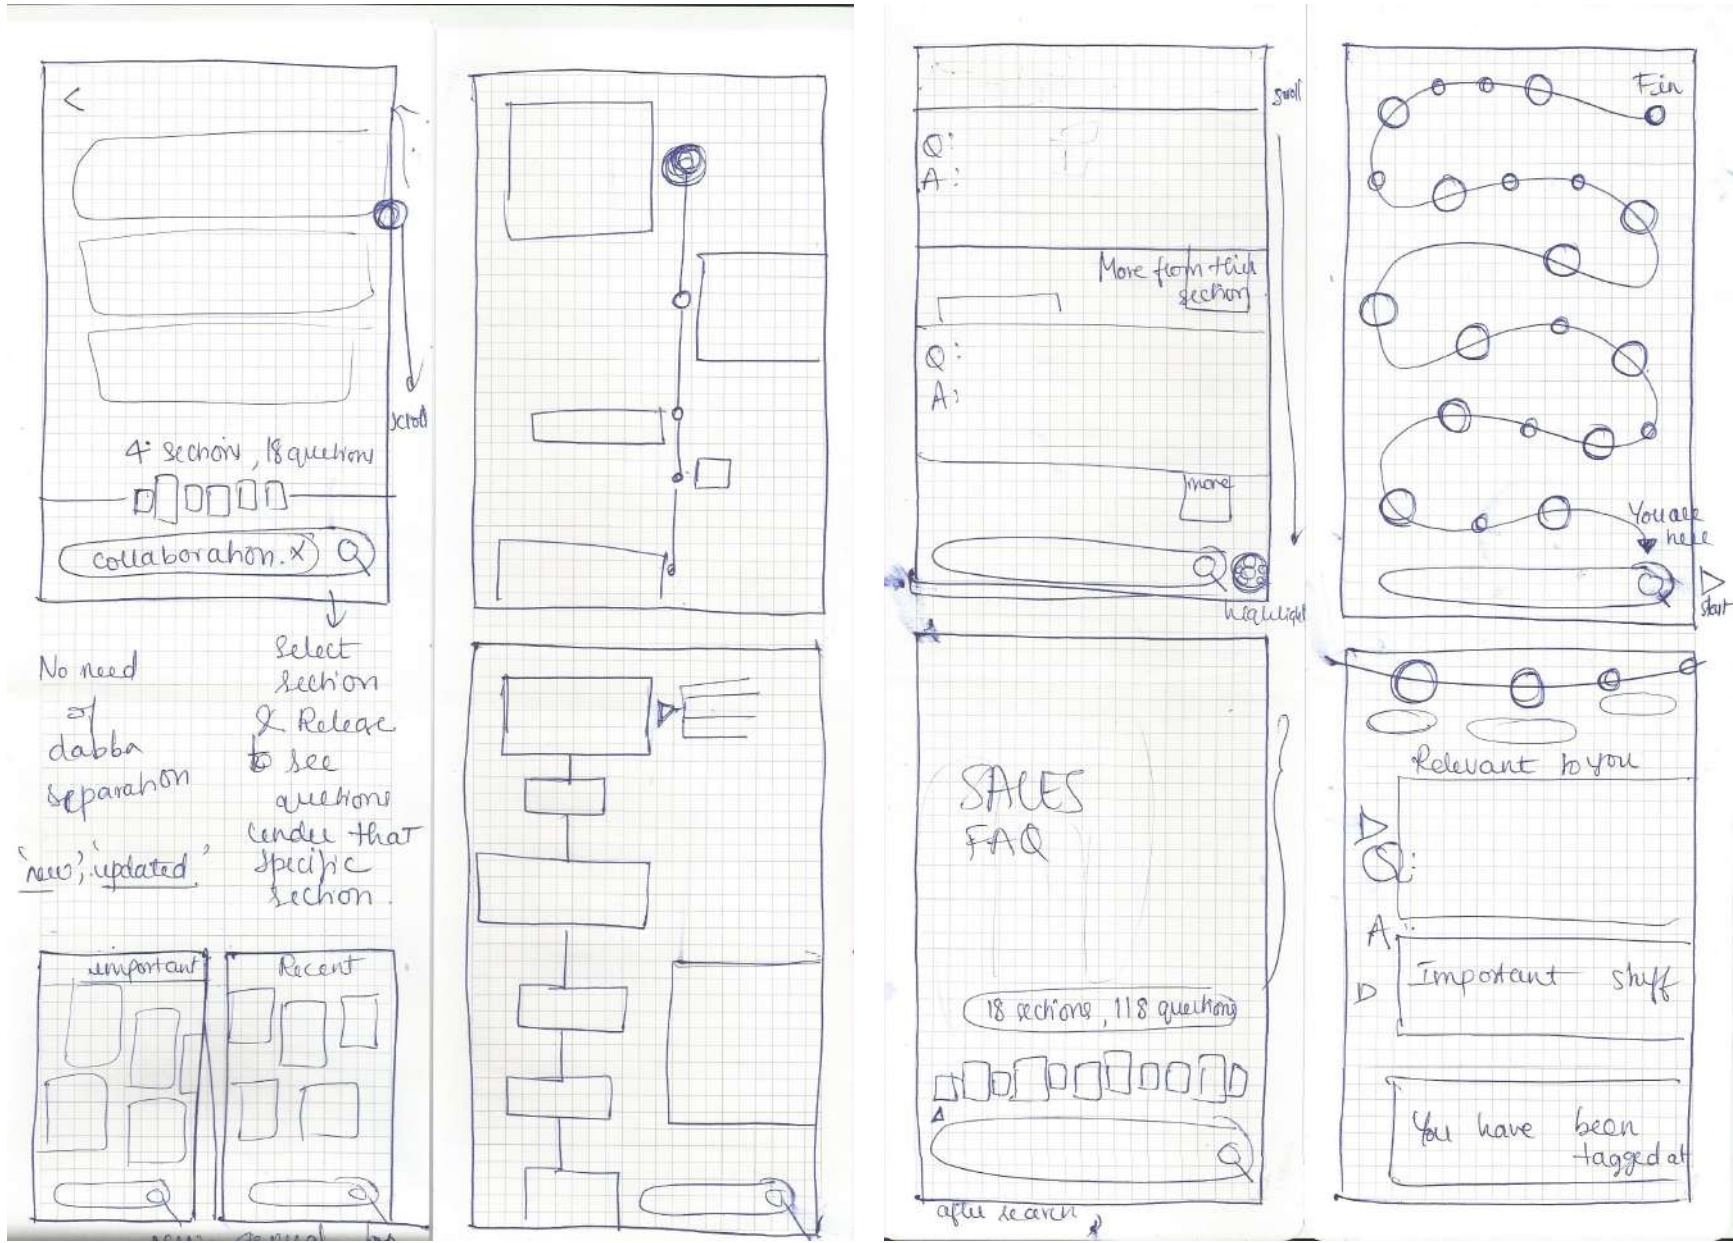 <
scroll
4 sections, 18 questions
collaboration. x
No need
of
dabba
separation
'new', 'updated'
Select
section
& Release
to see
questions
under that
specific
section.
important
Recent
scroll
Q:
A:
More from this
section
Q:
A:
more
highlight
SALES
FAQ
18 sections, 118 questions
after search
Fin
You are
here
start
Relevant to you
Q:
A:
Important stuff
You have been
tagged at